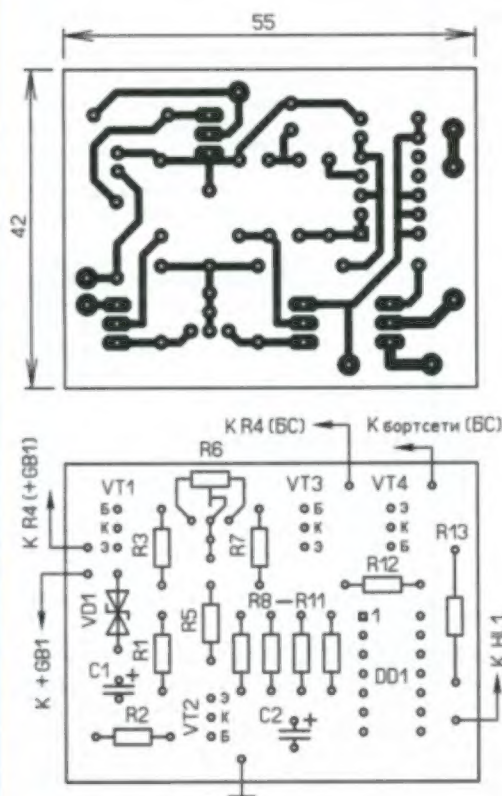 55
42
К R4 (БС)
К бортсети (БС)
К R4 (+GB1)
К +GB1
R6
VT1
Б
К
Э
R3
R7
VT3
Б
К
Э
VT4
Э
К
Б
R13
R12
VD1
R1
R5
R8—R11
1
DD1
К HL1
C1
+
R2
VT2
Э
К
Б
C2
+